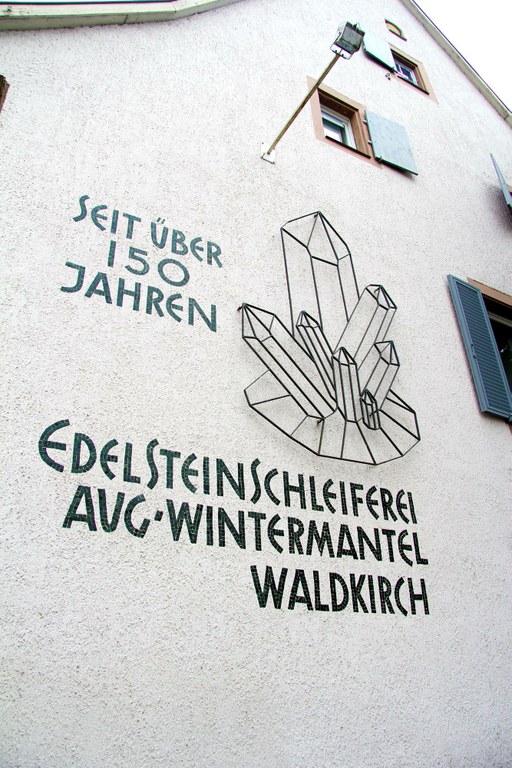 SEIT ÜBER
150
JAHREN
EDELSTEINSCHLEIFEREI
AUG·WINTERMANTEL
WALDKIRCH